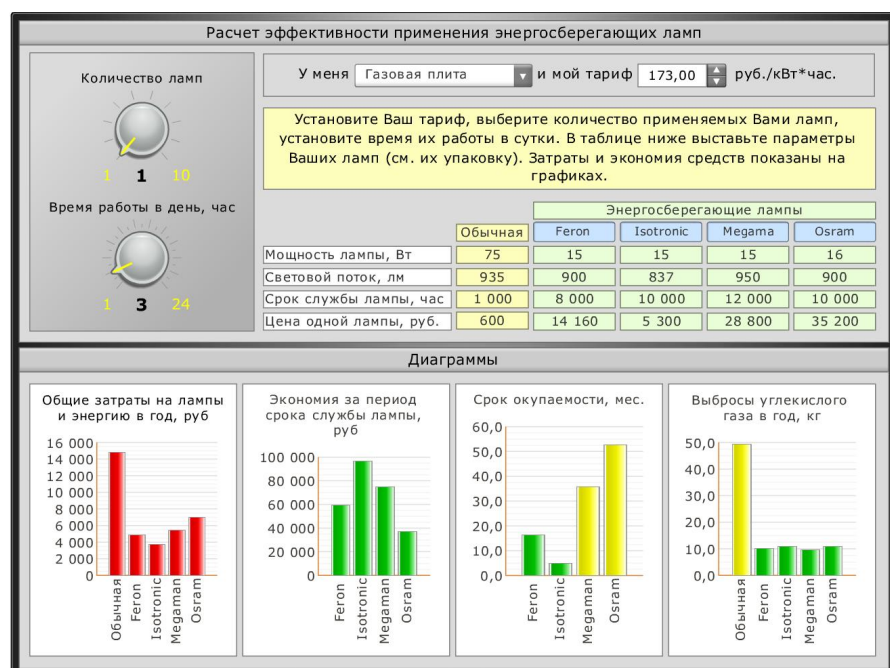 Расчет эффективности применения энергосберегающих ламп
Количество ламп
1 1 10
Время работы в день, час
1 3 24
У меня Газовая плита и мой тариф 173,00 руб./кВт*час.
Установите Ваш тариф, выберите количество применяемых Вами ламп,
установите время их работы в сутки. В таблице ниже выставьте параметры
Ваших ламп (см. их упаковку). Затраты и экономия средств показаны на
графиках.
Энергосберегающие лампы
Обычная Feron Isotronic Megama Osram
Мощность лампы, Вт 75 15 15 15 16
Световой поток, лм 935 900 837 950 900
Срок службы лампы, час 1 000 8 000 10 000 12 000 10 000
Цена одной лампы, руб. 600 14 160 5 300 28 800 35 200
Диаграммы
Общие затраты на лампы
и энергию в год, руб
16 000
14 000
12 000
10 000
8 000
6 000
4 000
2 000
0
Обычная
Feron
Isotronic
Megaman
Osram
Экономия за период
срока службы лампы,
руб
100 000
80 000
60 000
40 000
20 000
0
Feron
Isotronic
Megaman
Osram
Срок окупаемости, мес.
60,0
50,0
40,0
30,0
20,0
10,0
0,0
Feron
Isotronic
Megaman
Osram
Выбросы углекислого
газа в год, кг
50,0
40,0
30,0
20,0
10,0
0,0
Обычная
Feron
Isotronic
Megaman
Osram